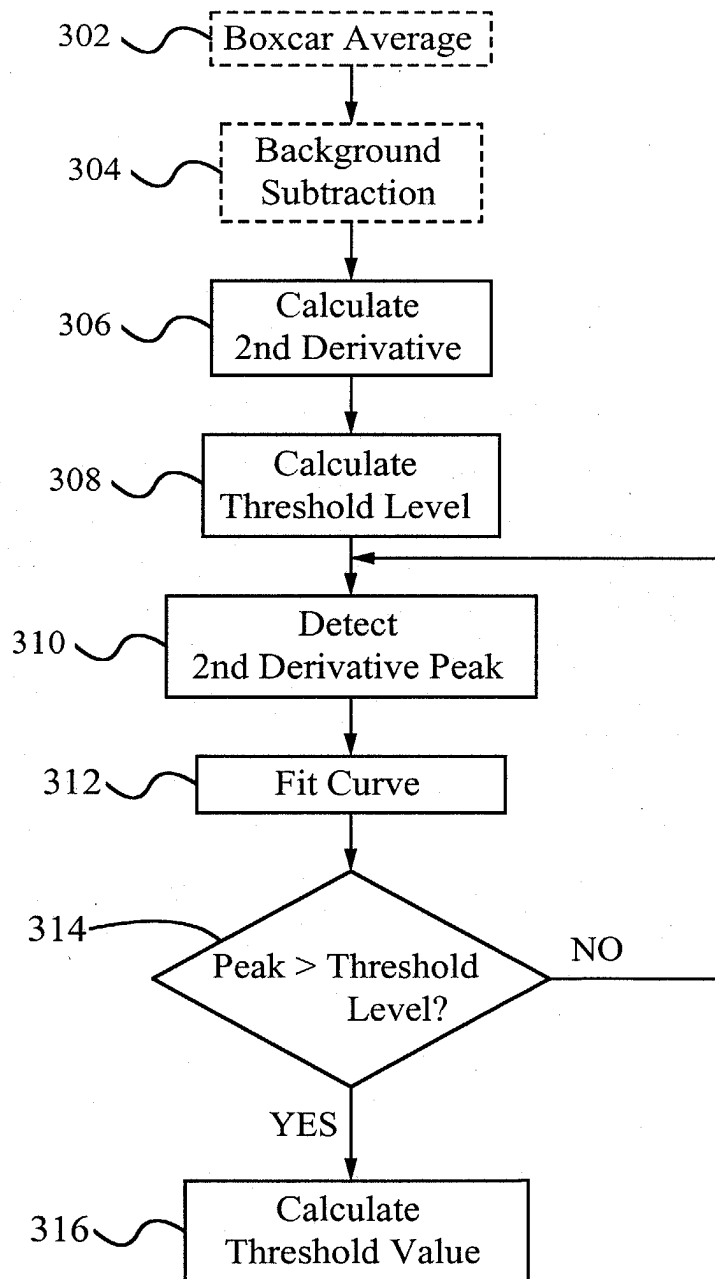 302
Boxcar Average
304
Background
Subtraction
306
Calculate
2nd Derivative
308
Calculate
Threshold Level
310
Detect
2nd Derivative Peak
312
Fit Curve
314
Peak > Threshold
Level?
NO
YES
316
Calculate
Threshold Value